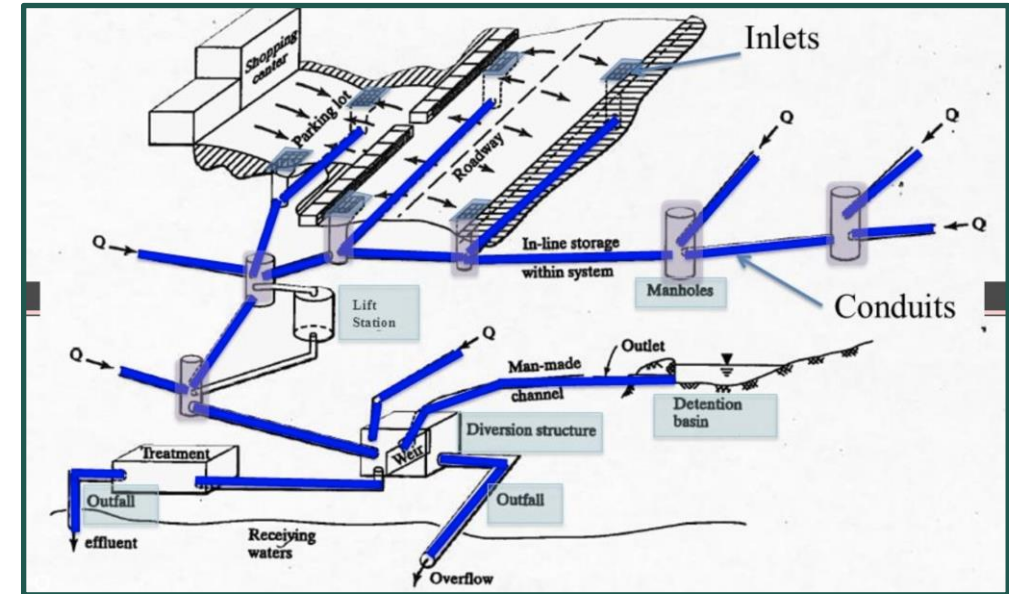 Inlets
Shopping
center
Parking lot
Roadway
Q
Q
Q
Q
In-line storage
within system
Manholes
Conduits
Lift
Station
Q
Q
Outlet
Man-made
channel
Detention
basin
Diversion structure
Weir
Treatment
Outfall
Outfall
effluent
Receiving
waters
Overflow